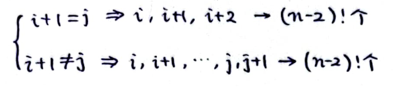 i+1=j ⇒ i, i+1, i+2 → (n-2)!个
i+1≠j ⇒ i, i+1, ⋯, j, j+1 → (n-2)!个